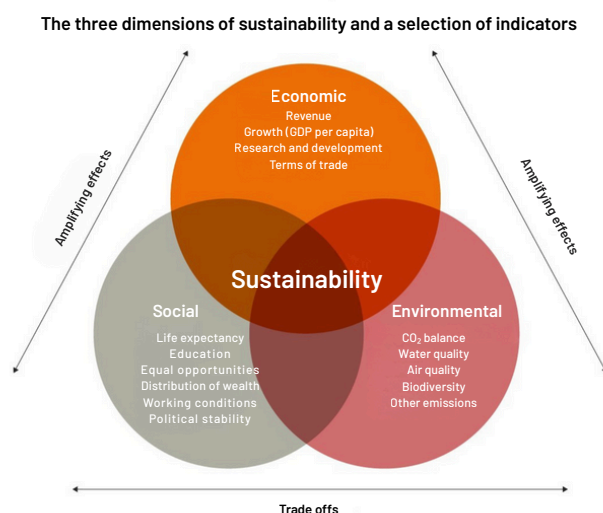 The three dimensions of sustainability and a selection of indicators
Amplifying effects
Amplifying effects
Economic
Revenue
Growth (GDP per capita)
Research and development
Terms of trade
Sustainability
Social
Life expectancy
Education
Equal opportunities
Distribution of wealth
Working conditions
Political stability
Environmental
CO₂ balance
Water quality
Air quality
Biodiversity
Other emissions
Trade offs